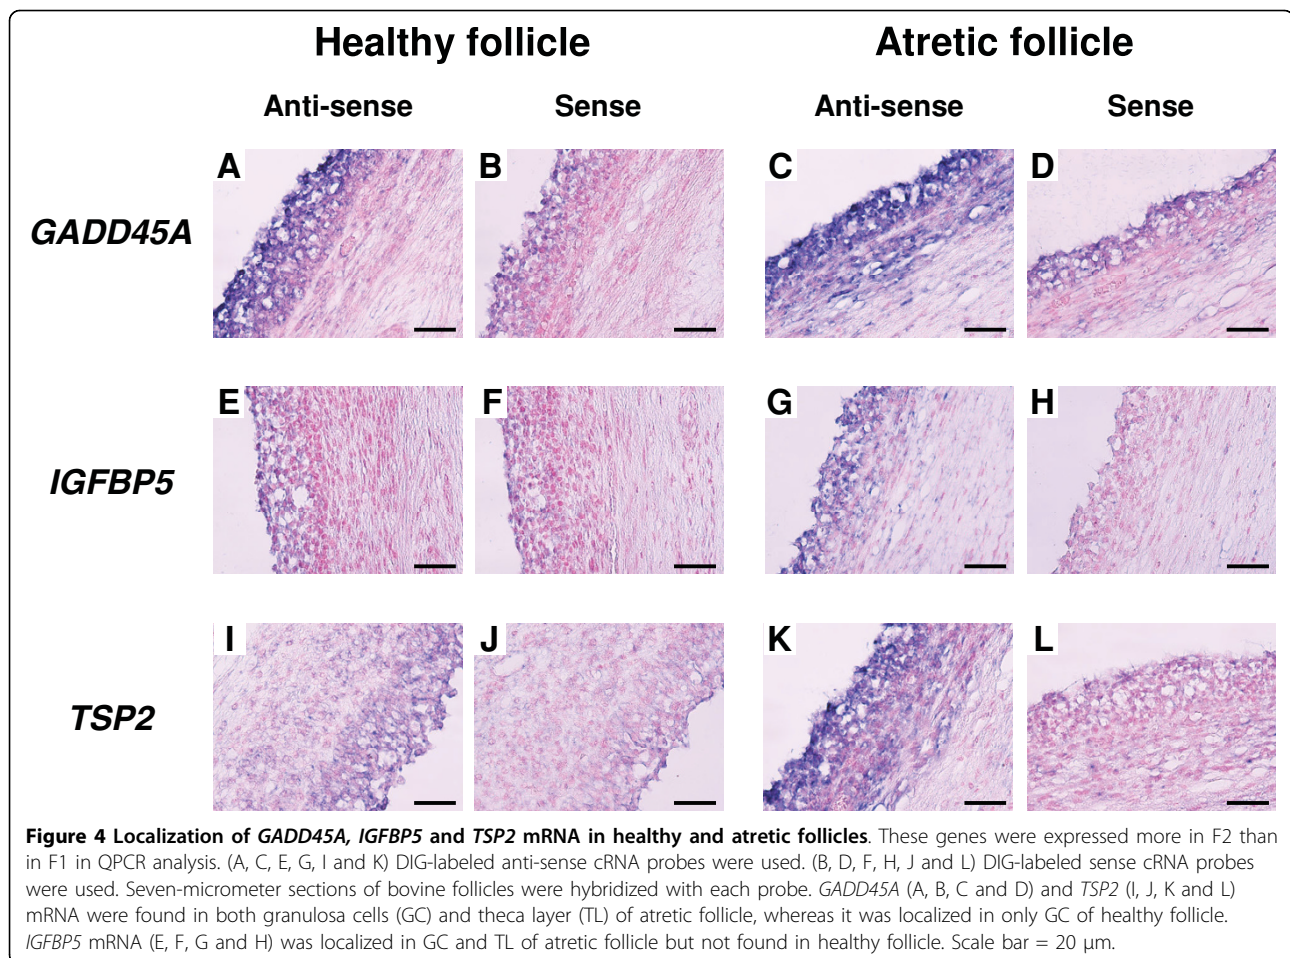 Healthy follicle Atretic follicle
Anti-sense Sense Anti-sense Sense
A B C D
GADD45A
E F G H
IGFBP5
I J K L
TSP2
Figure 4 Localization of GADD45A, IGFBP5 and TSP2 mRNA in healthy and atretic follicles. These genes were expressed more in F2 than
in F1 in QPCR analysis. (A, C, E, G, I and K) DIG-labeled anti-sense cRNA probes were used. (B, D, F, H, J and L) DIG-labeled sense cRNA probes
were used. Seven-micrometer sections of bovine follicles were hybridized with each probe. GADD45A (A, B, C and D) and TSP2 (I, J, K and L)
mRNA were found in both granulosa cells (GC) and theca layer (TL) of atretic follicle, whereas it was localized in only GC of healthy follicle.
IGFBP5 mRNA (E, F, G and H) was localized in GC and TL of atretic follicle but not found in healthy follicle. Scale bar = 20 μm.